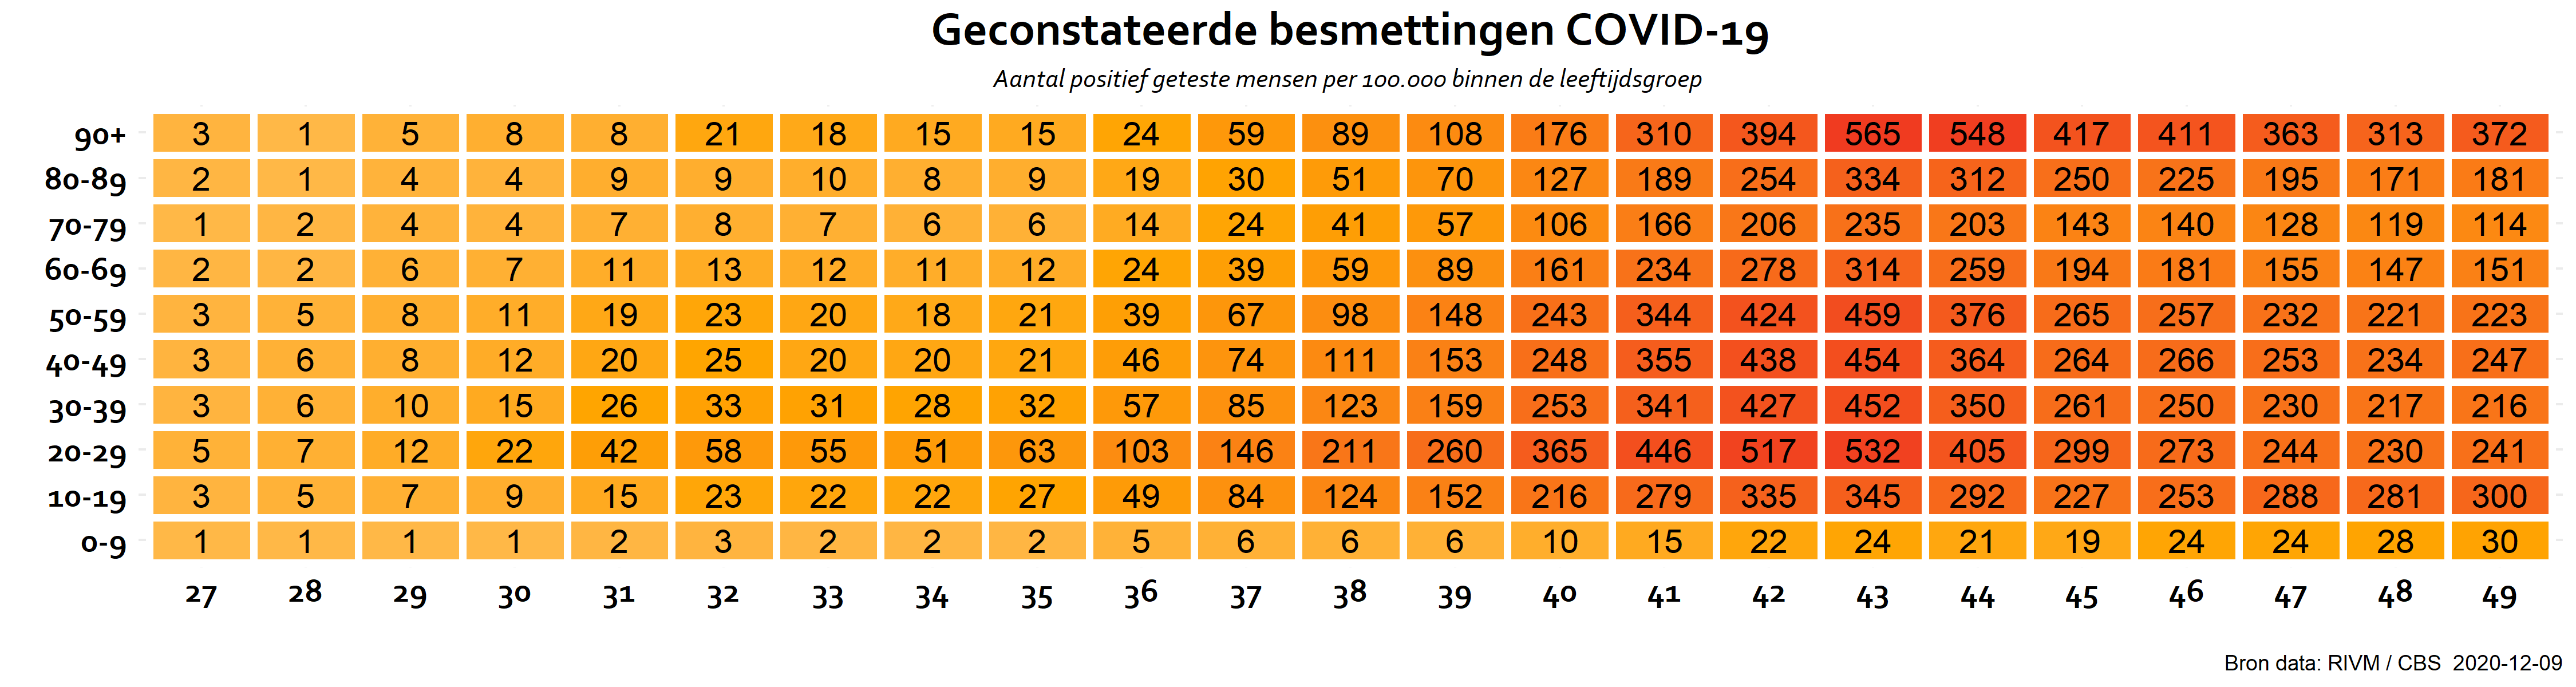 Geconstateerde besmettingen COVID-19
Aantal positief geteste mensen per 100.000 binnen de leeftijdsgroep
90+ 3 1 5 8 8 21 18 15 15 24 59 89 108 176 310 394 565 548 417 411 363 313 372
80-89 2 1 4 4 9 9 10 8 9 19 30 51 70 127 189 254 334 312 250 225 195 171 181
70-79 1 2 4 4 7 8 7 6 6 14 24 41 57 106 166 206 235 203 143 140 128 119 114
60-69 2 2 6 7 11 13 12 11 12 24 39 59 89 161 234 278 314 259 194 181 155 147 151
50-59 3 5 8 11 19 23 20 18 21 39 67 98 148 243 344 424 459 376 265 257 232 221 223
40-49 3 6 8 12 20 25 20 20 21 46 74 111 153 248 355 438 454 364 264 266 253 234 247
30-39 3 6 10 15 26 33 31 28 32 57 85 123 159 253 341 427 452 350 261 250 230 217 216
20-29 5 7 12 22 42 58 55 51 63 103 146 211 260 365 446 517 532 405 299 273 244 230 241
10-19 3 5 7 9 15 23 22 22 27 49 84 124 152 216 279 335 345 292 227 253 288 281 300
0-9 1 1 1 1 2 3 2 2 2 5 6 6 6 10 15 22 24 21 19 24 24 28 30
27 28 29 30 31 32 33 34 35 36 37 38 39 40 41 42 43 44 45 46 47 48 49
Bron data: RIVM / CBS 2020-12-09